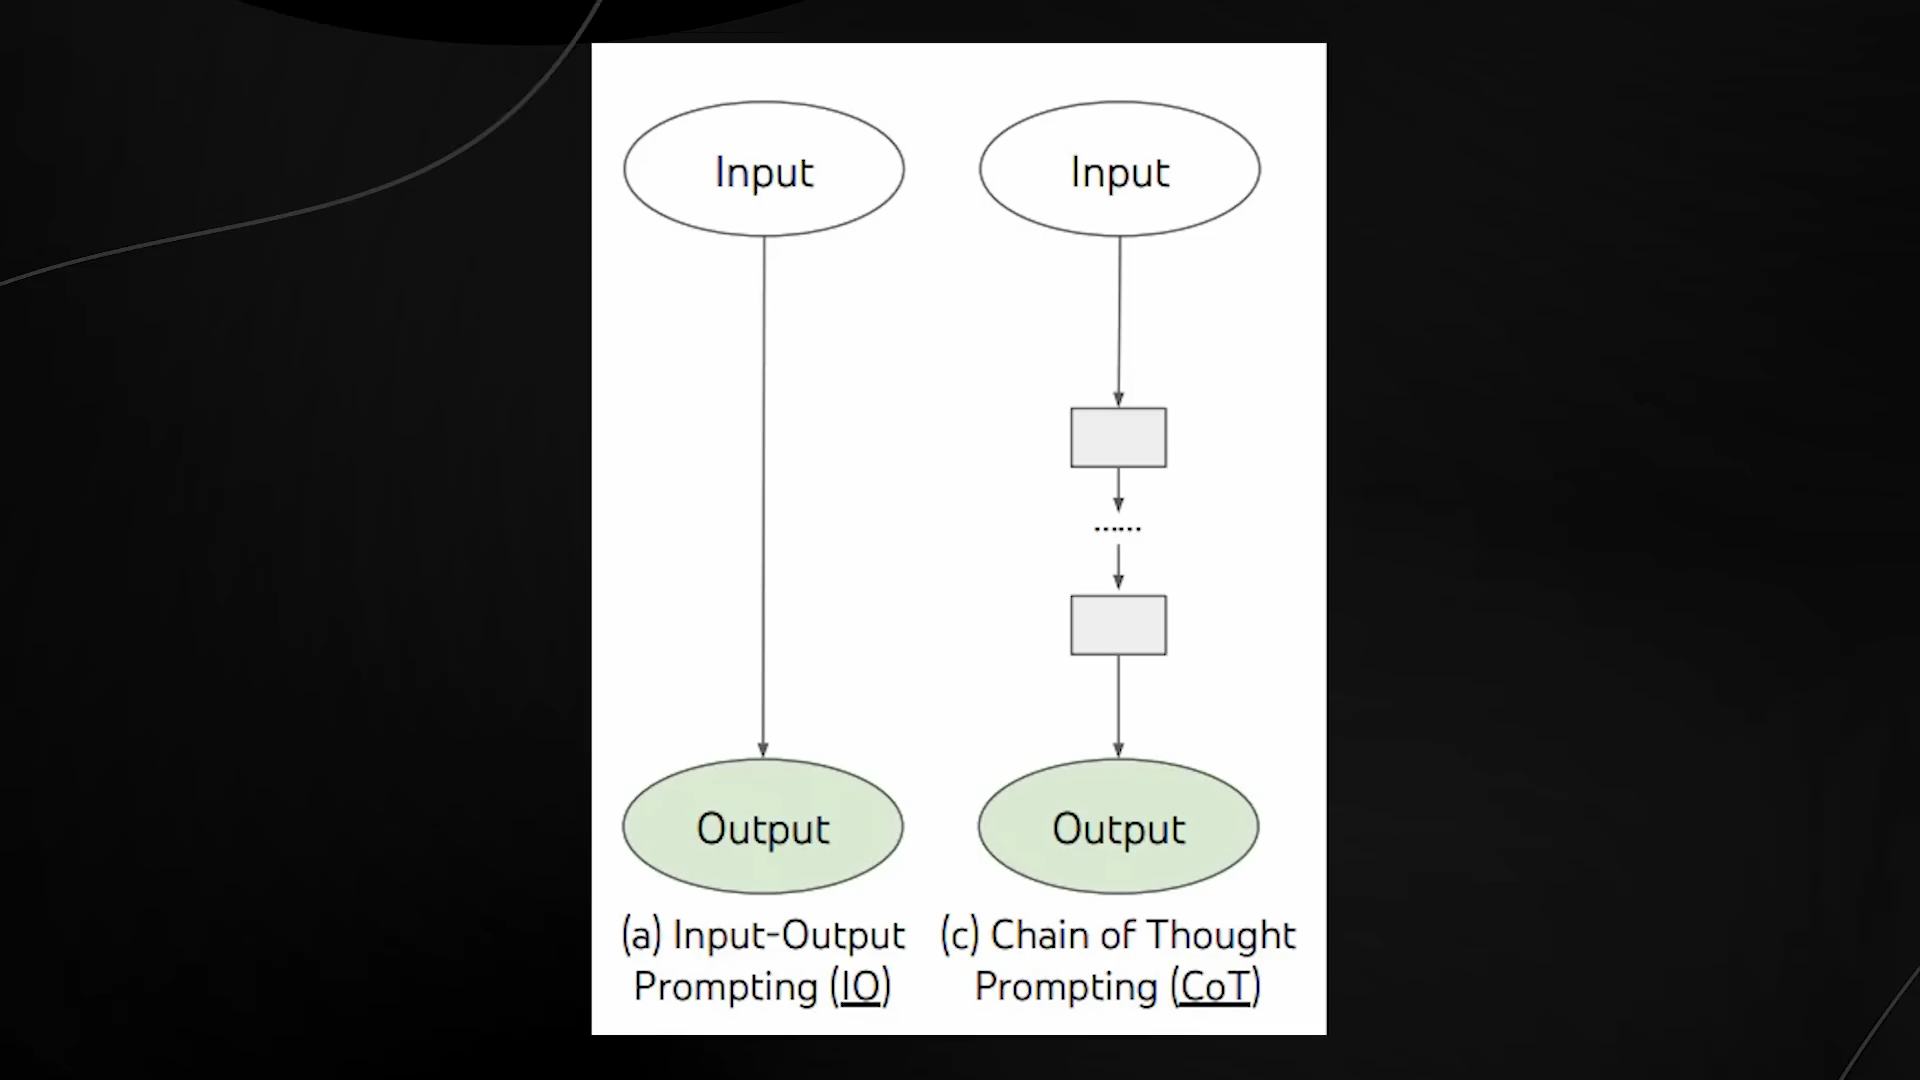 Input
Output
(a) Input-Output
Prompting (IO)
Input
......
Output
(c) Chain of Thought
Prompting (CoT)